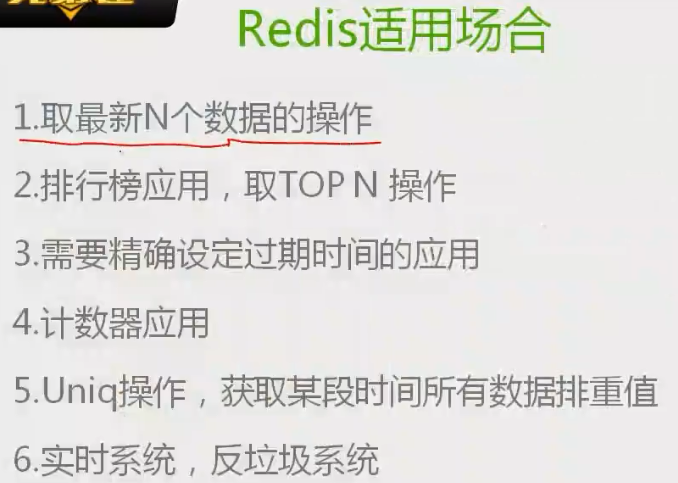 Redis适用场合
1.取最新N个数据的操作
2.排行榜应用，取TOP N 操作
3.需要精确设定过期时间的应用
4.计数器应用
5.Uniq操作，获取某段时间所有数据排重值
6.实时系统，反垃圾系统